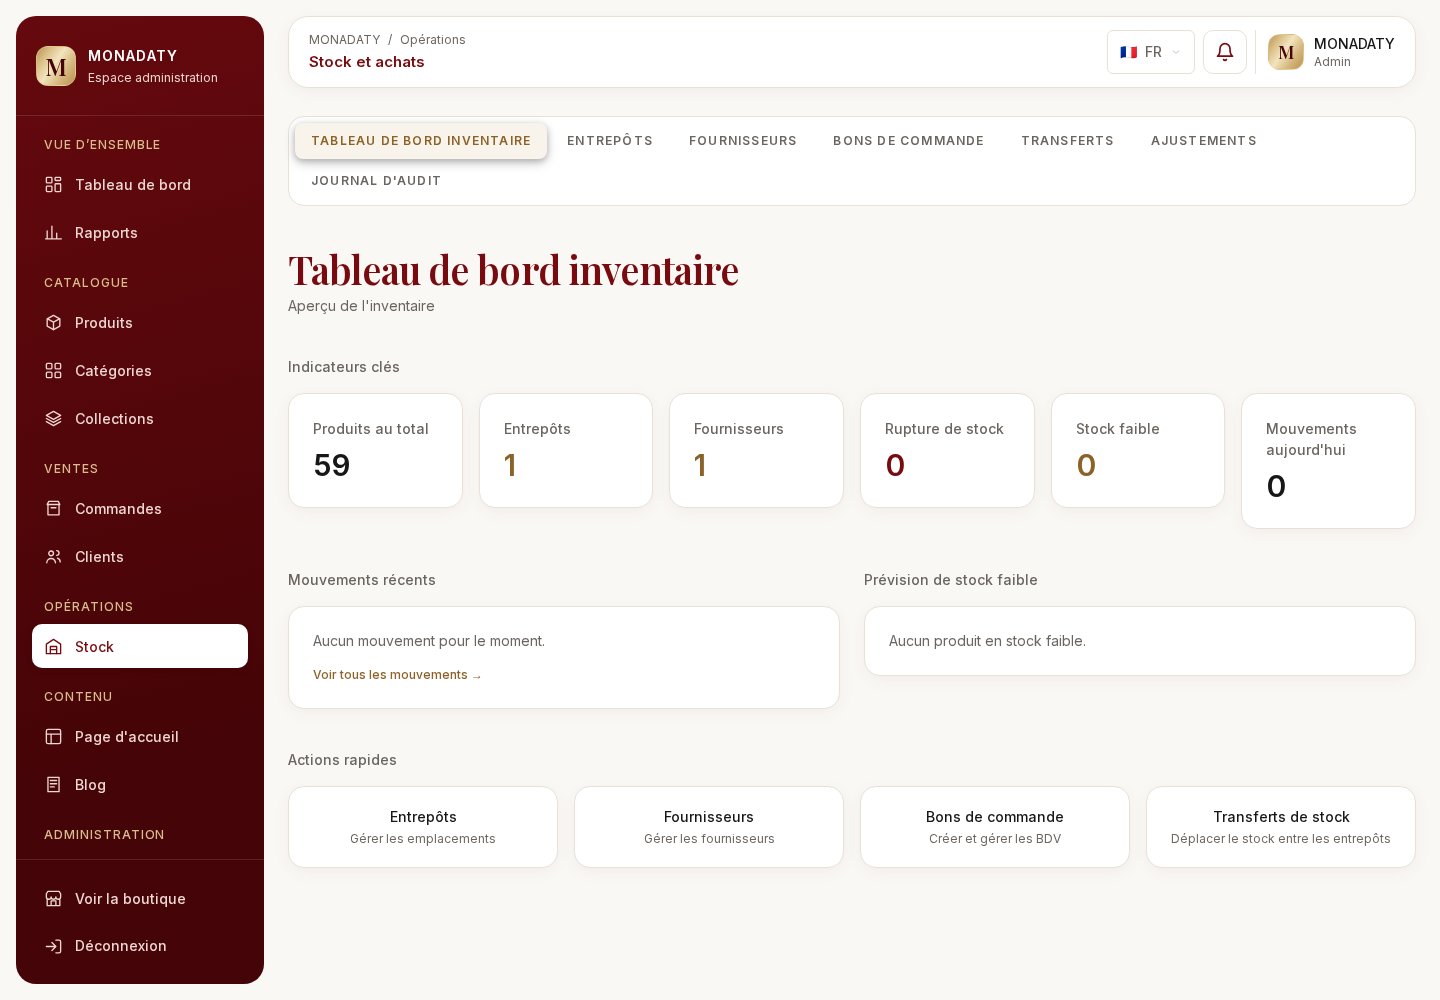 M
MONADATY
Espace administration
VUE D’ENSEMBLE
Tableau de bord
Rapports
CATALOGUE
Produits
Catégories
Collections
VENTES
Commandes
Clients
OPÉRATIONS
Stock
CONTENU
Page d'accueil
Blog
ADMINISTRATION
Voir la boutique
Déconnexion
MONADATY / Opérations
Stock et achats
FR
M
MONADATY
Admin
TABLEAU DE BORD INVENTAIRE ENTREPÔTS FOURNISSEURS BONS DE COMMANDE TRANSFERTS AJUSTEMENTS
JOURNAL D'AUDIT
Tableau de bord inventaire
Aperçu de l'inventaire
Indicateurs clés
Produits au total
59
Entrepôts
1
Fournisseurs
1
Rupture de stock
0
Stock faible
0
Mouvements
aujourd'hui
0
Mouvements récents
Aucun mouvement pour le moment.
Voir tous les mouvements →
Prévision de stock faible
Aucun produit en stock faible.
Actions rapides
Entrepôts
Gérer les emplacements
Fournisseurs
Gérer les fournisseurs
Bons de commande
Créer et gérer les BDV
Transferts de stock
Déplacer le stock entre les entrepôts